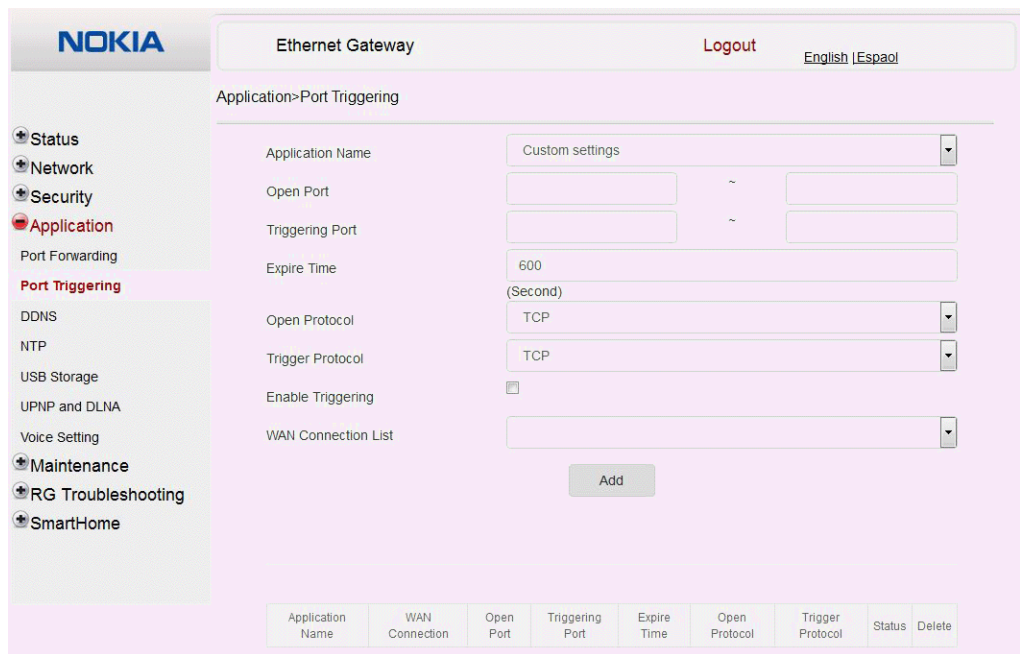 NOKIA
Ethernet Gateway
Logout
English | Espaol
Application>Port Triggering
Status
Network
Security
Application
Port Forwarding
Port Triggering
DDNS
NTP
USB Storage
UPNP and DLNA
Voice Setting
Maintenance
RG Troubleshooting
SmartHome
Application Name
Custom settings
Open Port
~
Triggering Port
~
Expire Time
600
(Second)
Open Protocol
TCP
Trigger Protocol
TCP
Enable Triggering
WAN Connection List
Add
Application Name
WAN Connection
Open Port
Triggering Port
Expire Time
Open Protocol
Trigger Protocol
Status
Delete